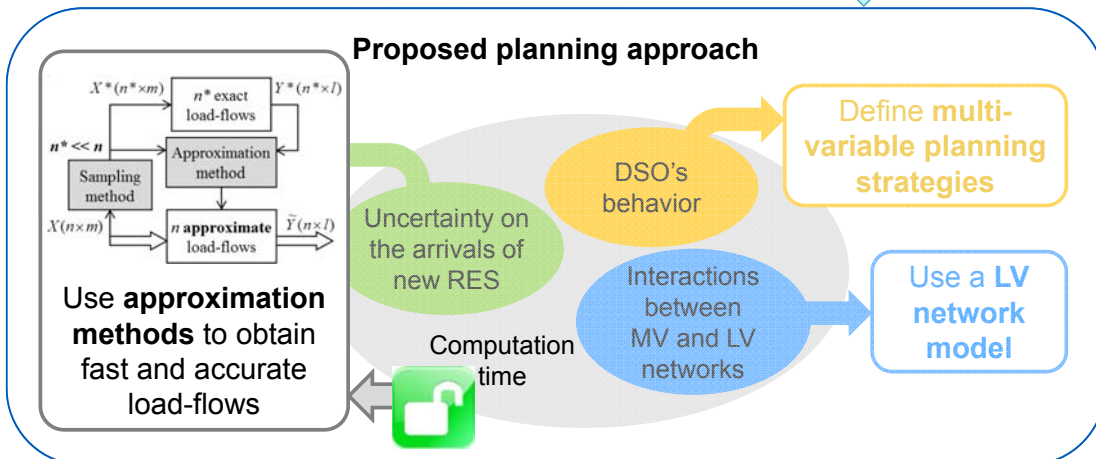 Proposed planning approach
X*(n*×m)
n* exact
load-flows
Y*(n*×l)
n* << n
Sampling
method
Approximation
method
X(n×m)
n approximate
load-flows
Ỹ(n×l)
Use approximation
methods to obtain
fast and accurate
load-flows
Uncertainty on
the arrivals of
new RES
Computation
time
DSO's
behavior
Interactions
between
MV and LV
networks
Define multi-
variable planning
strategies
Use a LV
network
model